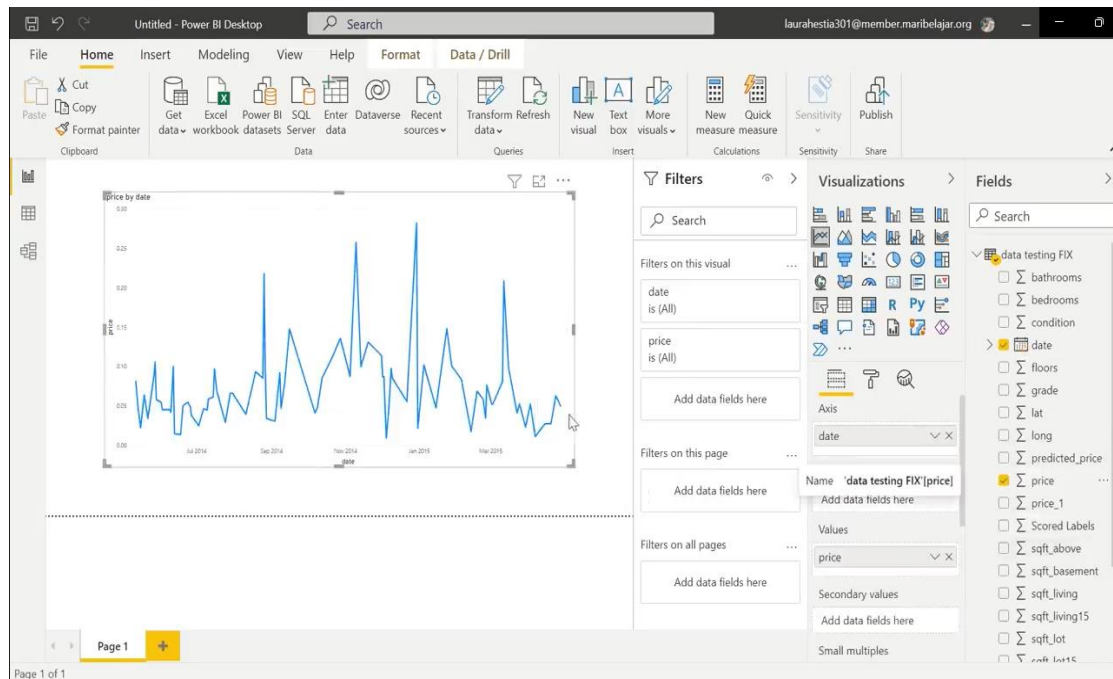 Untitled - Power BI Desktop
Search
laurahestia301@member.maribelajar.org
File Home Insert Modeling View Help Format Data / Drill
Paste
Cut
Copy
Format painter
Clipboard
Get data
Excel workbook
Power BI datasets
SQL Server
Enter data
Dataverse
Recent sources
Data
Transform data
Refresh
Queries
New visual
Text box
More visuals
Insert
New measure
Quick measure
Calculations
Sensitivity
Sensitivity
Publish
Share
price by date
0.30
0.25
0.20
0.15
0.10
0.05
0.00
price
Jul 2014 Sep 2014 Nov 2014 Jan 2015 Mar 2015
date
Filters
Search
Filters on this visual ...
date
is (All)
price
is (All)
Add data fields here
Filters on this page ...
Add data fields here
Filters on all pages ...
Add data fields here
Visualizations
R Py
...
Axis
date
Name 'data testing FIX'[price]
Add data fields here
Values
price
Secondary values
Add data fields here
Small multiples
Fields
Search
data testing FIX
bathrooms
bedrooms
condition
date
floors
grade
lat
long
predicted_price
price ...
price_1
Scored Labels
sqft_above
sqft_basement
sqft_living
sqft_living15
sqft_lot
sqft_lot15
Page 1
Page 1 of 1